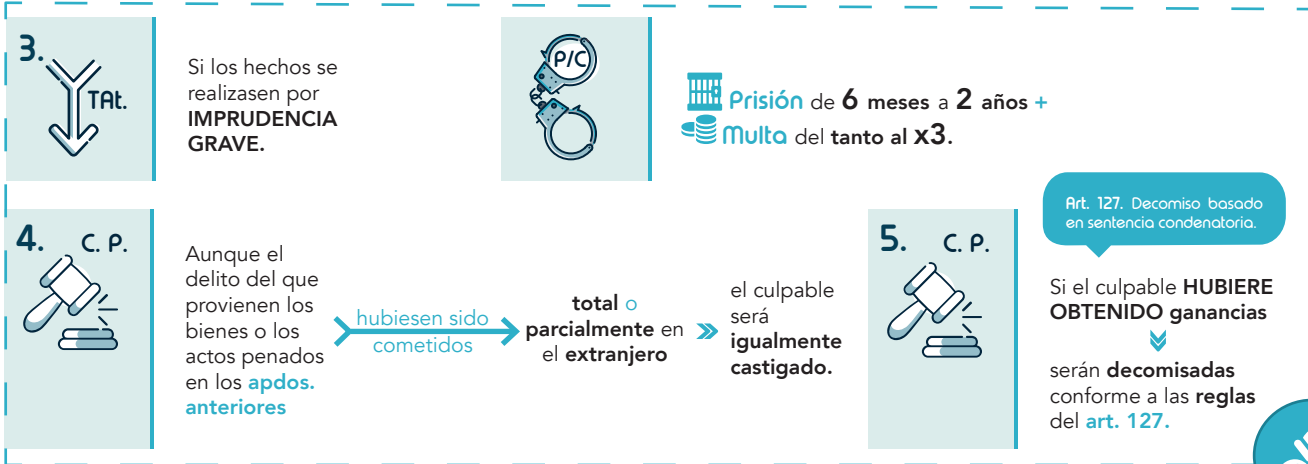 3.
TAt.
Si los hechos se
realizasen por
IMPRUDENCIA
GRAVE.
P/C
Prisión de 6 meses a 2 años +
Multa del tanto al x3.
4. C. P.
Aunque el
delito del que
provienen los
bienes o los
actos penados
en los apdos.
anteriores
hubiesen sido
cometidos
total o
parcialmente en
el extranjero
el culpable
será
igualmente
castigado.
5. C. P.
Art. 127. Decomiso basado
en sentencia condenatoria.
Si el culpable HUBIERE
OBTENIDO ganancias
serán decomisadas
conforme a las reglas
del art. 127.